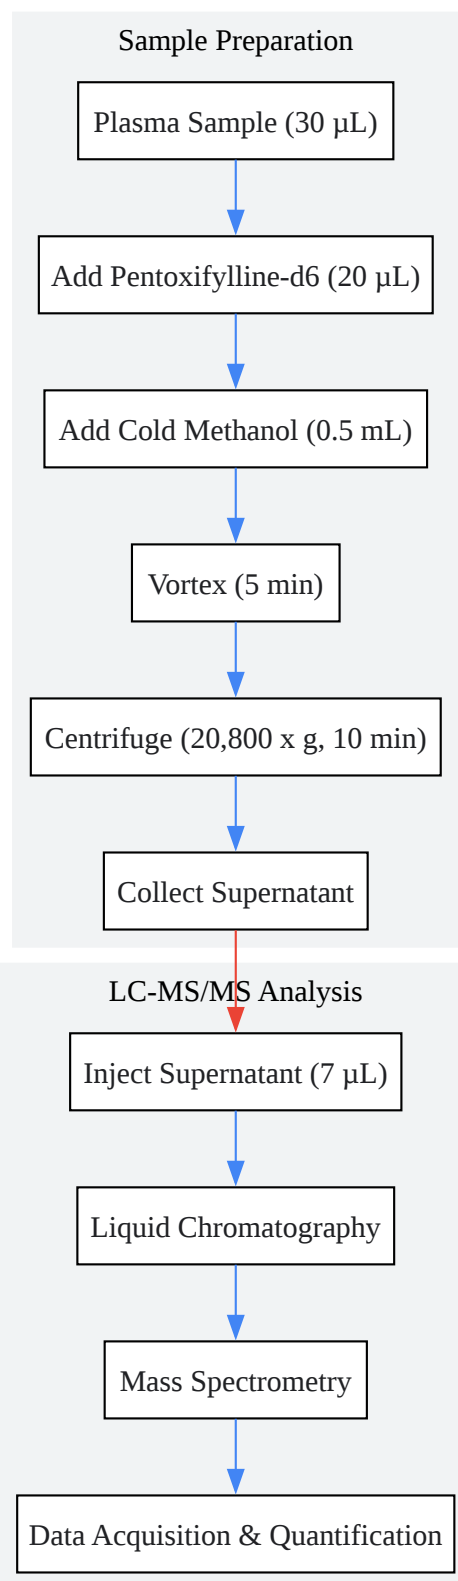 Sample Preparation
Plasma Sample (30 µL)
Add Pentoxifylline-d6 (20 µL)
Add Cold Methanol (0.5 mL)
Vortex (5 min)
Centrifuge (20,800 x g, 10 min)
Collect Supernatant
LC-MS/MS Analysis
Inject Supernatant (7 µL)
Liquid Chromatography
Mass Spectrometry
Data Acquisition & Quantification